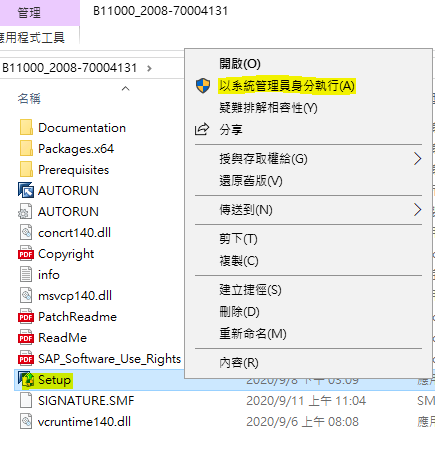 管理
應用程式工具
B11000_2008-70004131
名稱
Documentation
Packages.x64
Prerequisites
AUTORUN
AUTORUN
concrt140.dll
Copyright
info
msvcp140.dll
PatchReadme
ReadMe
SAP_Software_Use_Rights
Setup
SIGNATURE.SMF
vcruntime140.dll
開啟(O)
以系統管理員身分執行(A)
疑難排解相容性(Y)
分享
授與存取權給(G)
還原舊版(V)
傳送到(N)
剪下(T)
複製(C)
建立捷徑(S)
刪除(D)
重新命名(M)
內容(R)
2020/9/8 下午 03:09 應用
2020/9/11 上午 11:04 SM
2020/9/6 上午 08:08 應用